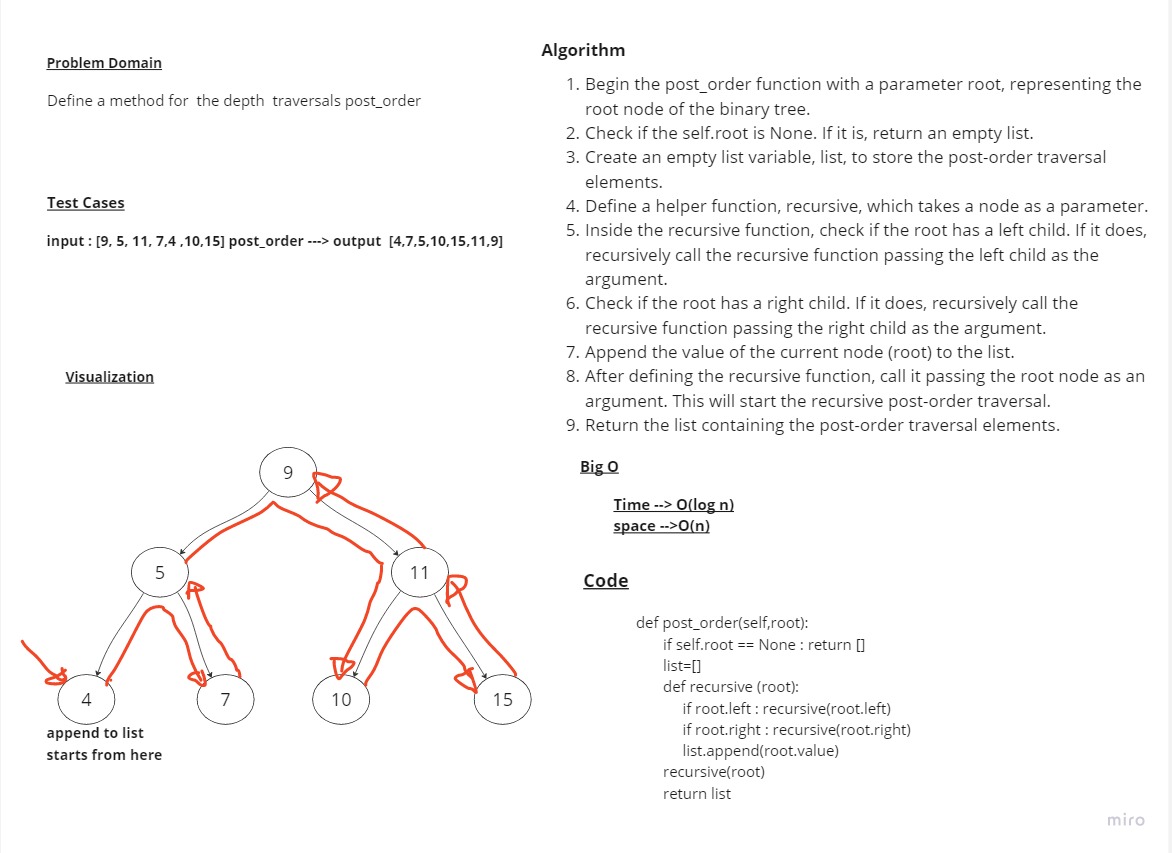 Problem Domain
Define a method for the depth traversals post_order
Test Cases
input : [9, 5, 11, 7,4 ,10,15] post_order ---> output [4,7,5,10,15,11,9]
Visualization
9
5
11
4
7
10
15
append to list
starts from here
Algorithm
1. Begin the post_order function with a parameter root, representing the
root node of the binary tree.
2. Check if the self.root is None. If it is, return an empty list.
3. Create an empty list variable, list, to store the post-order traversal
elements.
4. Define a helper function, recursive, which takes a node as a parameter.
5. Inside the recursive function, check if the root has a left child. If it does,
recursively call the recursive function passing the left child as the
argument.
6. Check if the root has a right child. If it does, recursively call the
recursive function passing the right child as the argument.
7. Append the value of the current node (root) to the list.
8. After defining the recursive function, call it passing the root node as an
argument. This will start the recursive post-order traversal.
9. Return the list containing the post-order traversal elements.
Big O
Time --> O(log n)
space -->O(n)
Code
def post_order(self,root):
if self.root == None : return []
list=[]
def recursive (root):
if root.left : recursive(root.left)
if root.right : recursive(root.right)
list.append(root.value)
recursive(root)
return list
miro